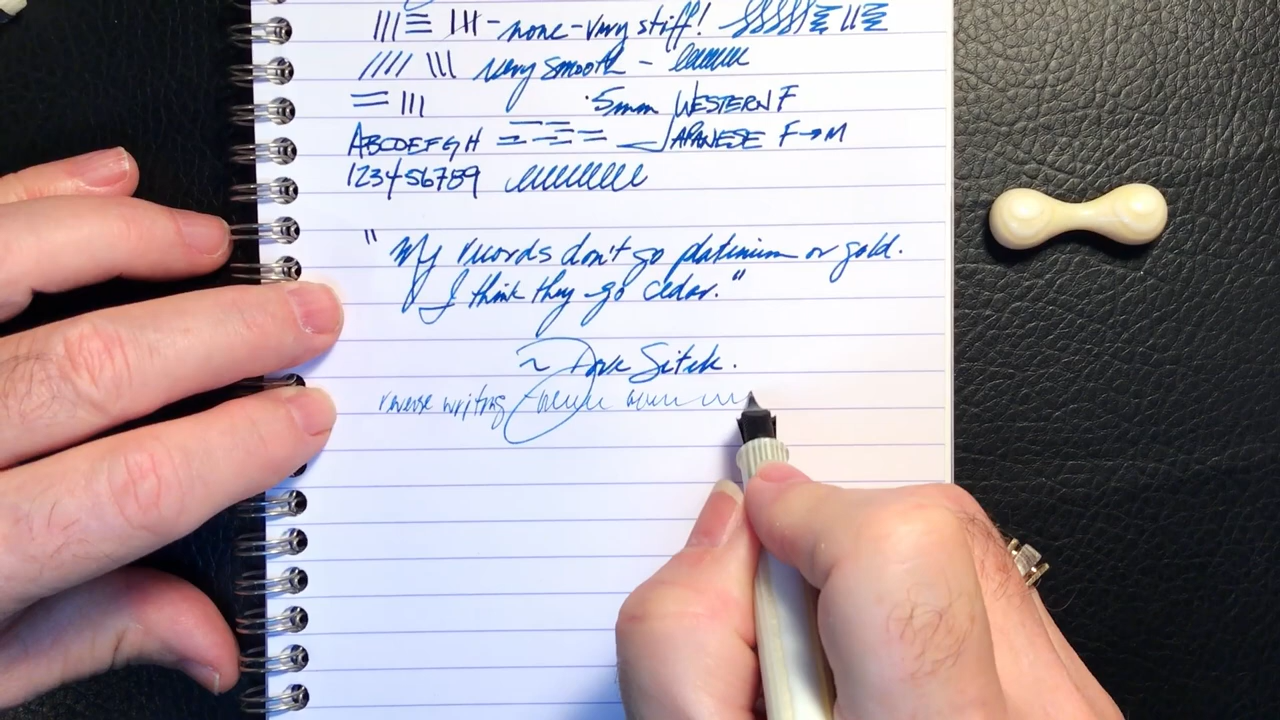 - none - very stiff!
very smooth -
.5mm WESTERN F
ABCDEFGH JAPANESE F→M
123456789
"My records don't go platinum or gold.
I think they go cedar."
~ Dave Sitek.
reverse writing